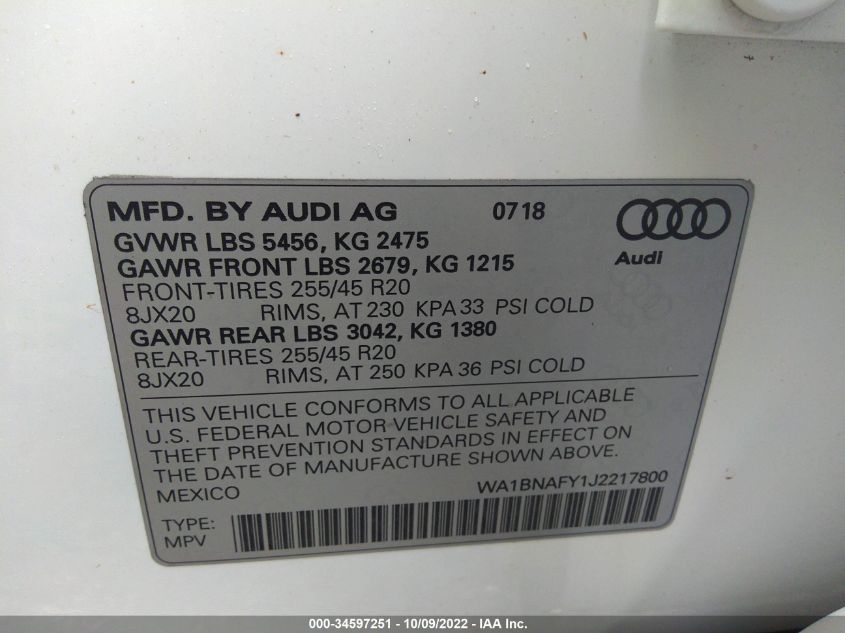 MFD. BY AUDI AG 0718
GVWR LBS 5456, KG 2475
GAWR FRONT LBS 2679, KG 1215
Audi
FRONT-TIRES 255/45 R20
8JX20 RIMS, AT 230 KPA 33 PSI COLD
GAWR REAR LBS 3042, KG 1380
REAR-TIRES 255/45 R20
8JX20 RIMS, AT 250 KPA 36 PSI COLD
THIS VEHICLE CONFORMS TO ALL APPLICABLE
U.S. FEDERAL MOTOR VEHICLE SAFETY AND
THEFT PREVENTION STANDARDS IN EFFECT ON
THE DATE OF MANUFACTURE SHOWN ABOVE.
MEXICO WA1BNAFY1J2217800
TYPE:
MPV
000-34597251 - 10/09/2022 - IAA Inc.